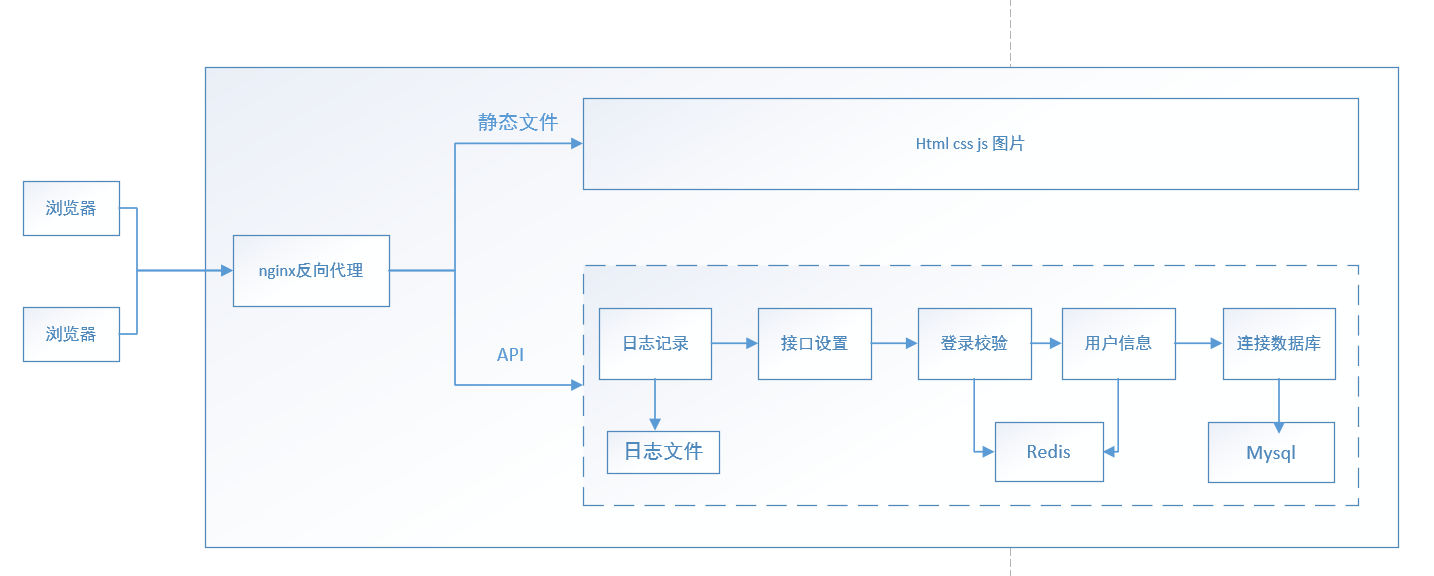 静态文件
Html css js 图片
浏览器
nginx反向代理
浏览器
API
日志记录
接口设置
登录校验
用户信息
连接数据库
日志文件
Redis
Mysql